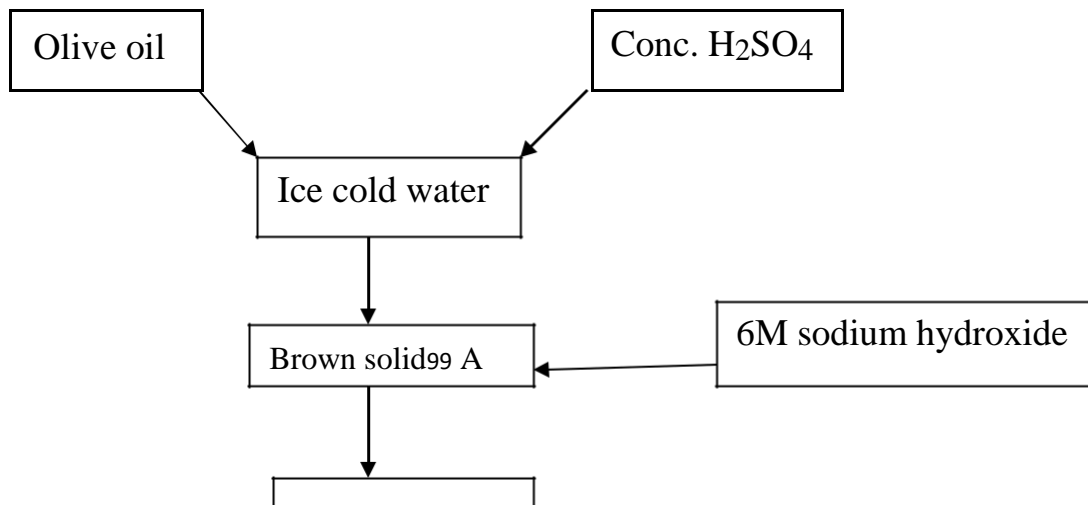 Olive oil
Conc. H2SO4
Ice cold water
6M sodium hydroxide
Brown solid99 A